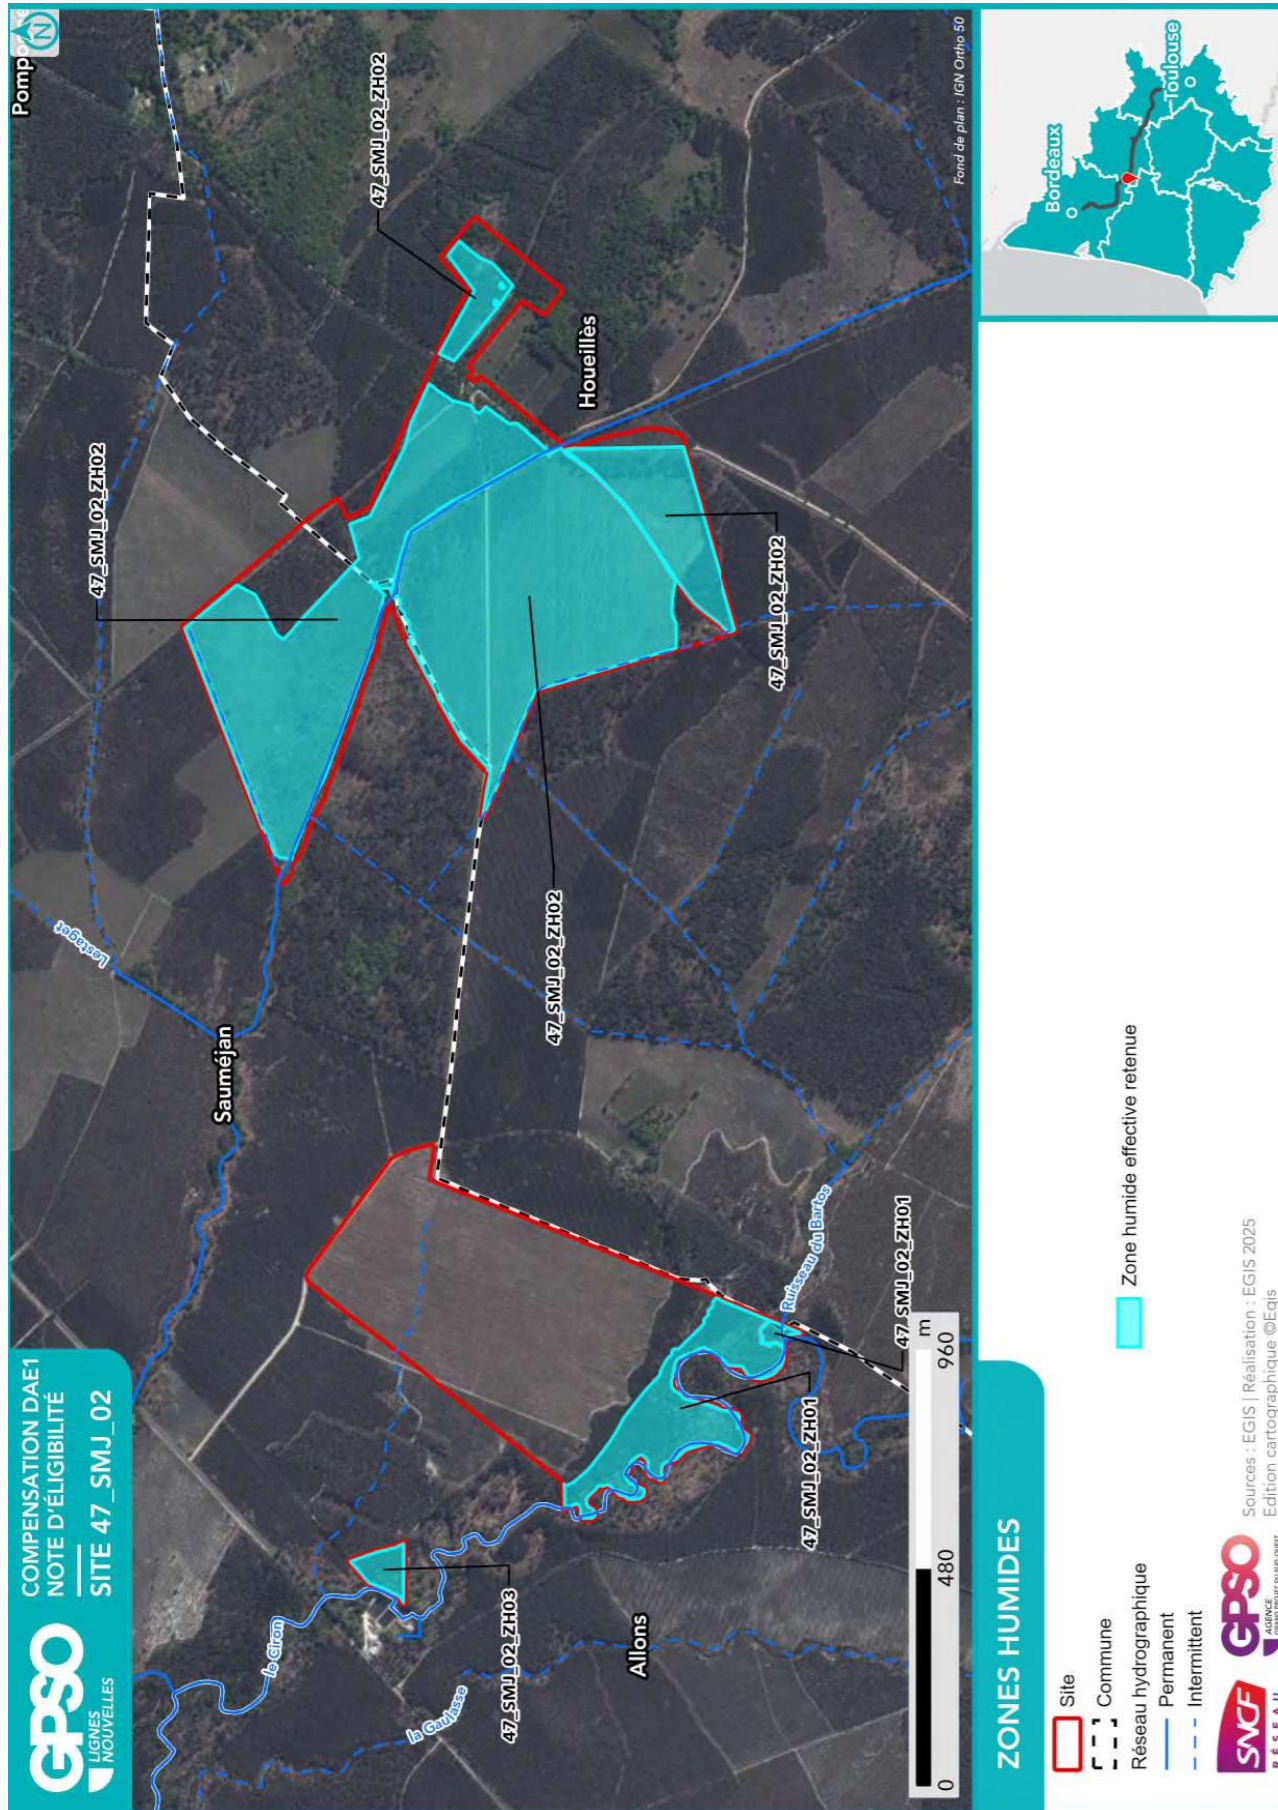 GPSO
LIGNES
NOUVELLES
COMPENSATION DAE1
NOTE D'ÉLIGIBILITÉ
SITE 47_SMJ_02
N
Lestaget
Sauméjan
47_SMJ_02_ZH02
47_SMJ_02_ZH02
47_SMJ_02_ZH02
47_SMJ_02_ZH02
Houeillès
le Ciron
la Gaulasse
47_SMJ_02_ZH03
Allons
47_SMJ_02_ZH01
47_SMJ_02_ZH01
Ruisseau du Bartos
0 480 960
m
Fond de plan : IGN Ortho 50
ZONES HUMIDES
Site
Commune
Réseau hydrographique
Permanent
Intermittent
Zone humide effective retenue
SNCF
RÉSEAU
GPSO
AGENCE
Sources : EGIS | Réalisation : EGIS 2025
Edition cartographique ©Egis
Bordeaux
Toulouse